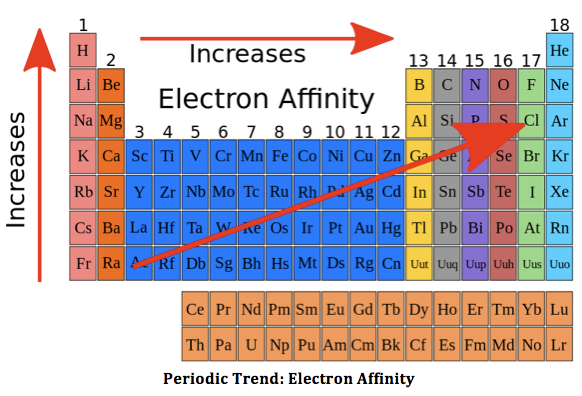 1 18
H Increases He
2 Increases 13 14 15 16 17
Li Be Electron Affinity B C N O F Ne
Na Mg Al Si P S Cl Ar
3 4 5 6 7 8 9 10 11 12
K Ca Sc Ti V Cr Mn Fe Co Ni Cu Zn Ga Ge Se Br Kr
Rb Sr Y Zr Nb Mo Tc Ru Rh Pd Ag Cd In Sn Sb Te I Xe
Cs Ba La Hf Ta W Re Os Ir Pt Au Hg Tl Pb Bi Po At Rn
Fr Ra Ac Rf Db Sg Bh Hs Mt Ds Rg Cn Uut Uuq Uup Uuh Uus Uuo
Increases
Ce Pr Nd Pm Sm Eu Gd Tb Dy Ho Er Tm Yb Lu
Th Pa U Np Pu Am Cm Bk Cf Es Fm Md No Lr
Periodic Trend: Electron Affinity